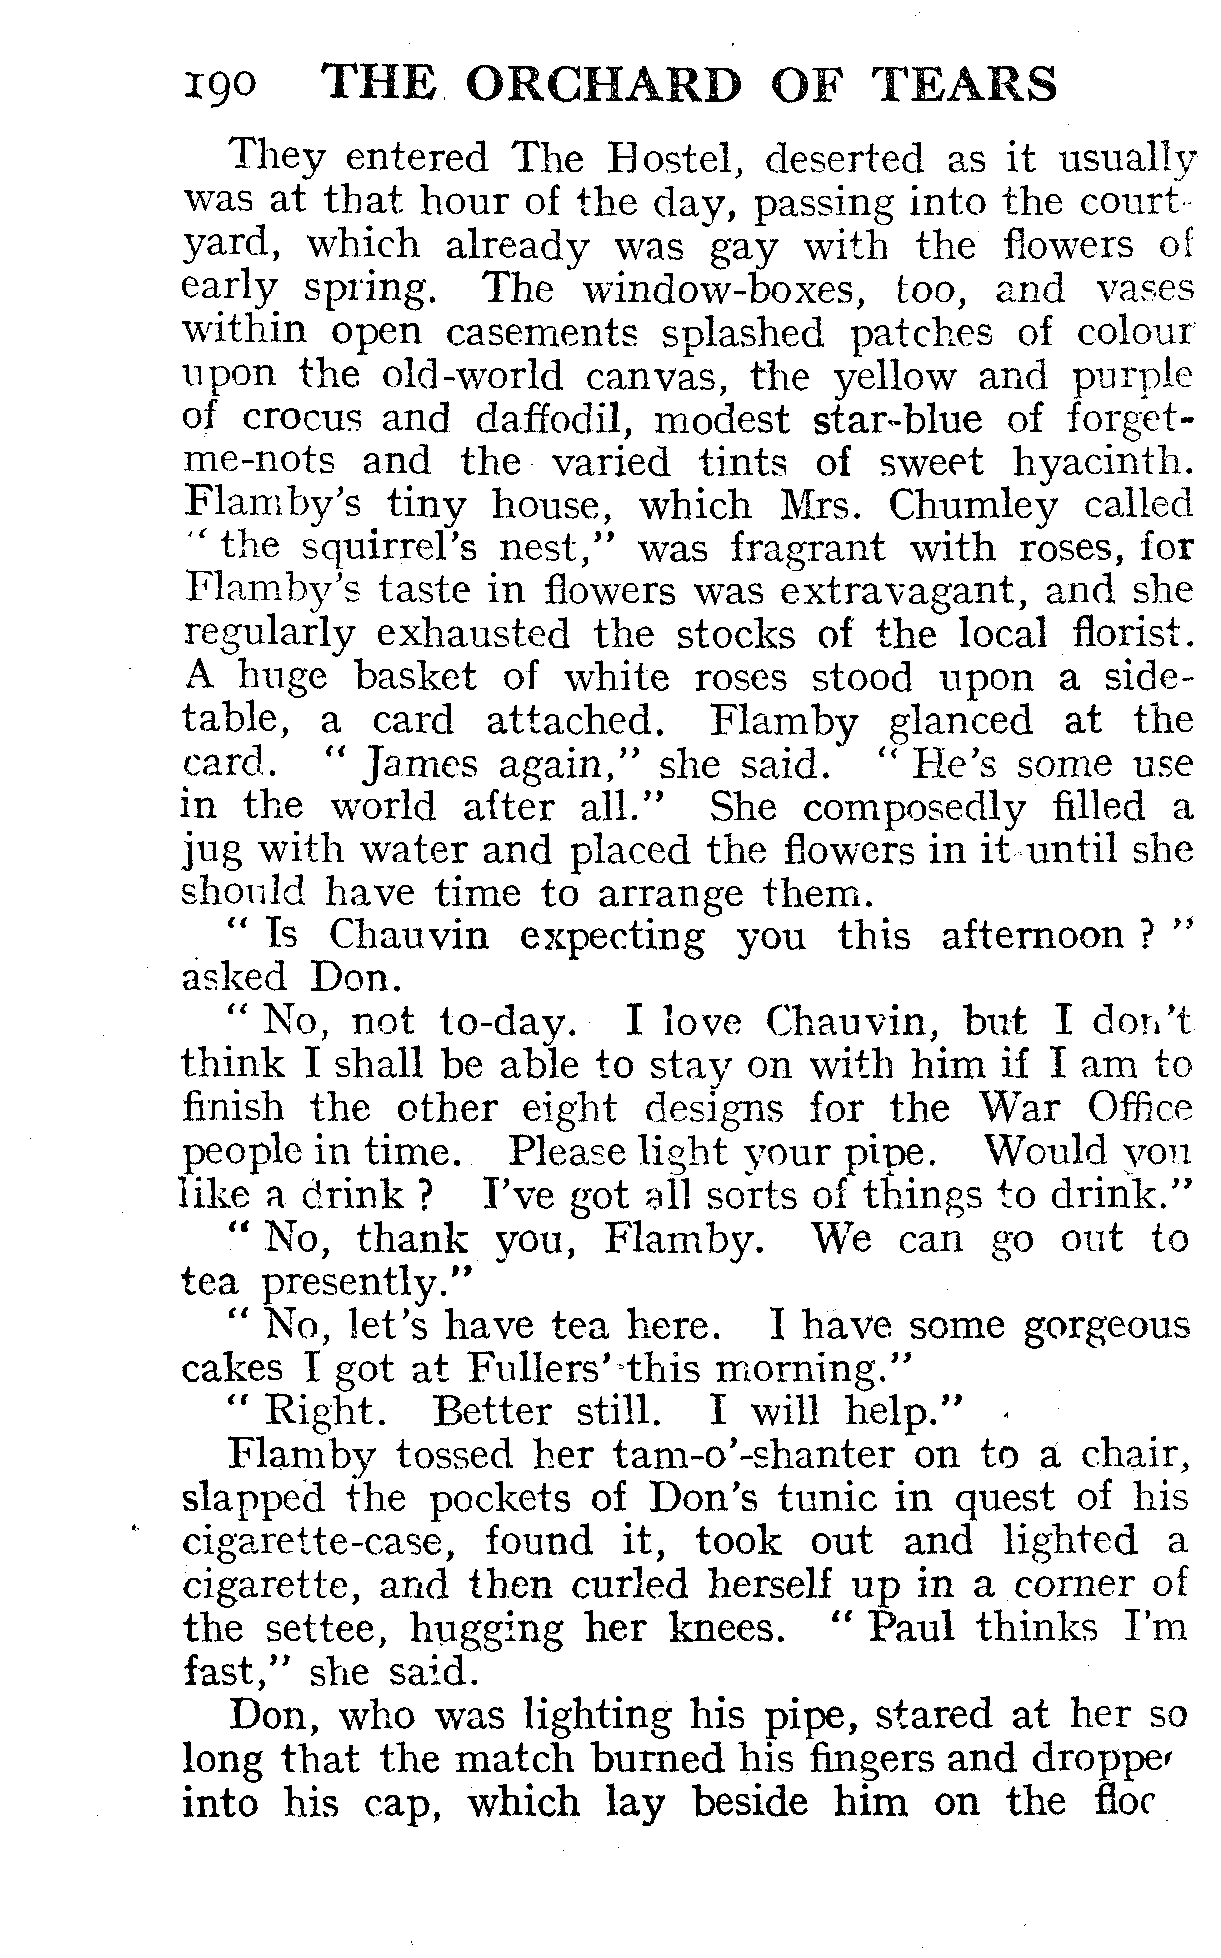 190 THE ORCHARD OF TEARS
They entered The Hostel, deserted as it usually
was at that hour of the day, passing into the court-
yard, which already was gay with the flowers of
early spring. The window-boxes, too, and vases
within open casements splashed patches of colour
upon the old-world canvas, the yellow and purple
of crocus and daffodil, modest star-blue of forget-
me-nots and the varied tints of sweet hyacinth.
Flamby's tiny house, which Mrs. Chumley called
" the squirrel's nest," was fragrant with roses, for
Flamby's taste in flowers was extravagant, and she
regularly exhausted the stocks of the local florist.
A huge basket of white roses stood upon a side-
table, a card attached. Flamby glanced at the
card. " James again," she said. " He's some use
in the world after all." She composedly filled a
jug with water and placed the flowers in it until she
should have time to arrange them.
" Is Chauvin expecting you this afternoon ? "
asked Don.
" No, not to-day. I love Chauvin, but I don't
think I shall be able to stay on with him if I am to
finish the other eight designs for the War Office
people in time. Please light your pipe. Would you
like a drink ? I've got all sorts of things to drink."
" No, thank you, Flamby. We can go out to
tea presently."
" No, let's have tea here. I have some gorgeous
cakes I got at Fullers' this morning."
" Right. Better still. I will help."
Flamby tossed her tam-o'-shanter on to a chair,
slapped the pockets of Don's tunic in quest of his
cigarette-case, found it, took out and lighted a
cigarette, and then curled herself up in a corner of
the settee, hugging her knees. " Paul thinks I'm
fast," she said.
Don, who was lighting his pipe, stared at her so
long that the match burned his fingers and
into his cap, which lay beside him on the